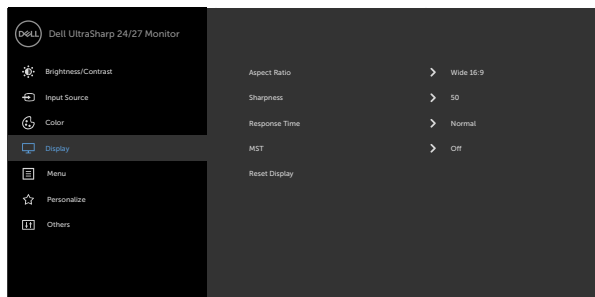 DELL Dell UltraSharp 24/27 Monitor
Brightness/Contrast
Input Source
Color
Display
Menu
Personalize
Others
Aspect Ratio Wide 16:9
Sharpness 50
Response Time Normal
MST Off
Reset Display